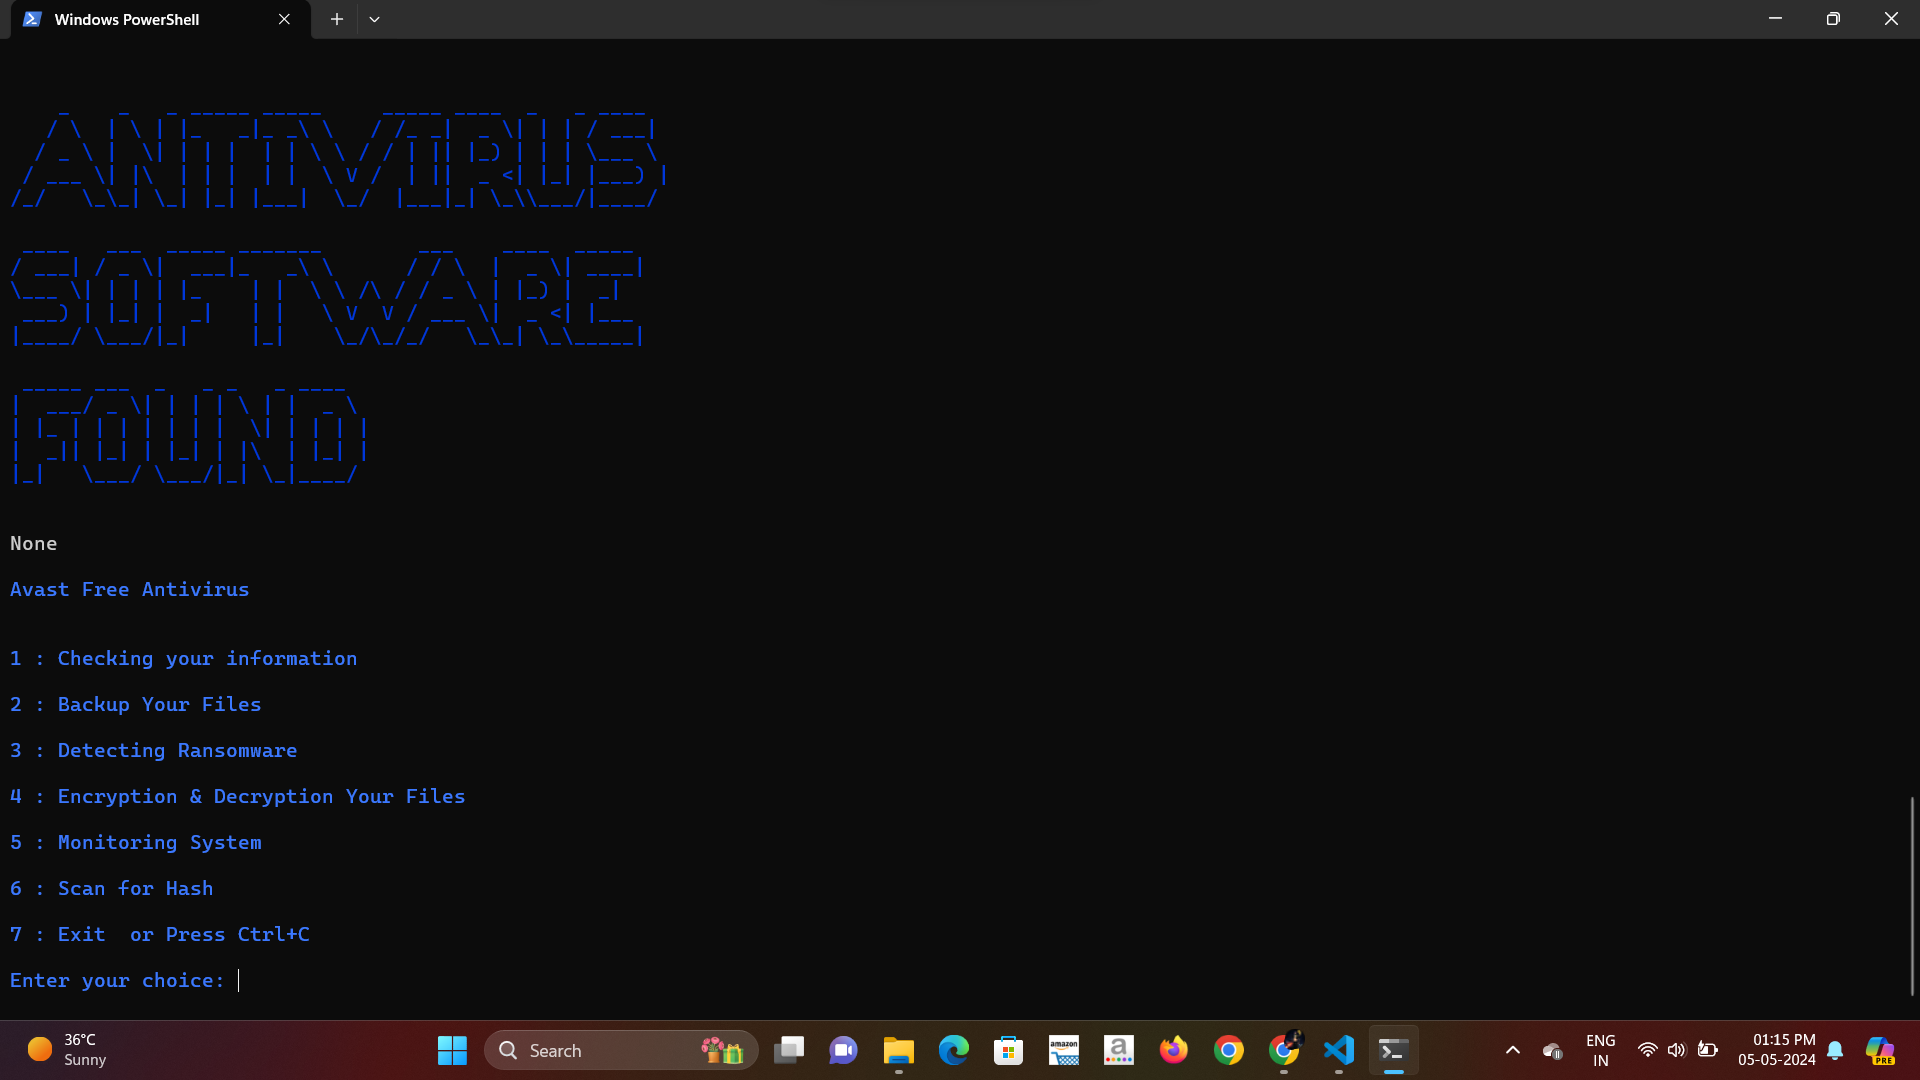 Windows PowerShell
ANTIVIRUS
SOFTWARE
FOUND
None
Avast Free Antivirus
1 : Checking your information
2 : Backup Your Files
3 : Detecting Ransomware
4 : Encryption & Decryption Your Files
5 : Monitoring System
6 : Scan for Hash
7 : Exit  or Press Ctrl+C
Enter your choice:
36°C
Sunny
Search
amazon
a
ENG
IN
01:15 PM
05-05-2024
PRE